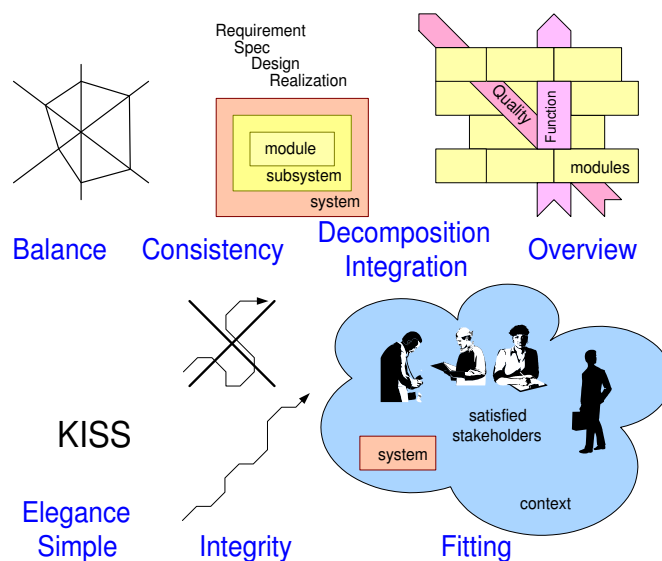 Requirement
Spec
Design
Realization
module
subsystem
system
Quality
Function
modules
Balance
Consistency
Decomposition
Integration
Overview
KISS
satisfied
stakeholders
system
context
Elegance
Simple
Integrity
Fitting